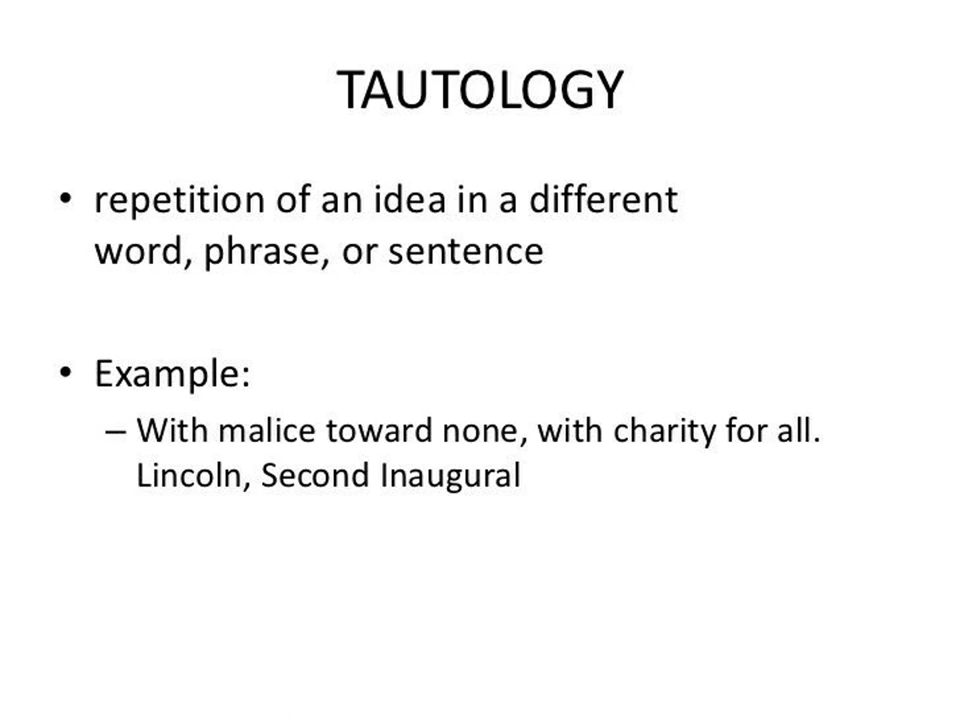 TAUTOLOGY
• repetition of an idea in a different
word, phrase, or sentence
• Example:
– With malice toward none, with charity for all.
Lincoln, Second Inaugural